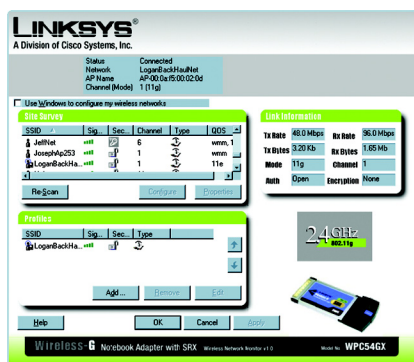 LINKSYS®
A Division of Cisco Systems, Inc.
Status Connected
Network LoganBackHaulNet
AP Name AP-00:0a:f5:00:02:0d
Channel (Mode) 1 (11g)
Use Windows to configure my wireless networks
Site Survey
SSID Sig... Sec... Channel Type QOS
JeffNet 6 wmm, 1
JosephAp253 1 wmm
LoganBackHa... 1 11e
Re-Scan Configure Properties
Link Information
Tx Rate 48.0 Mbps Rx Rate 96.0 Mbps
Tx Bytes 3.20 Kb Rx Bytes 1.65 Mb
Mode 11g Channel 1
Auth Open Encryption None
Profiles
SSID Sig... Sec... Type
LoganBackHa...
Add ... Remove Edit
2.4GHz
802.11g
Help OK Cancel Apply
Wireless-G Notebook Adapter with SRX Wireless Network Monitor v1.0 Model No. WPC54GX